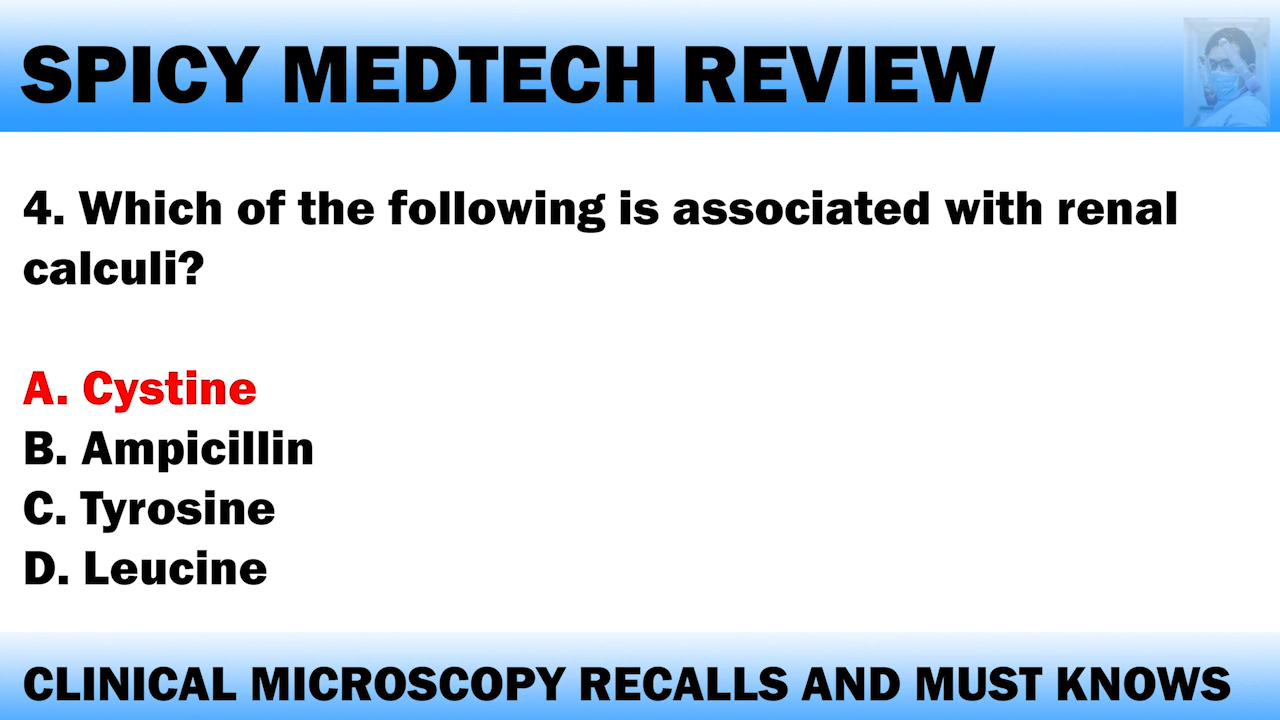 SPICY MEDTECH REVIEW
4. Which of the following is associated with renal
calculi?
A. Cystine
B. Ampicillin
C. Tyrosine
D. Leucine
CLINICAL MICROSCOPY RECALLS AND MUST KNOWS